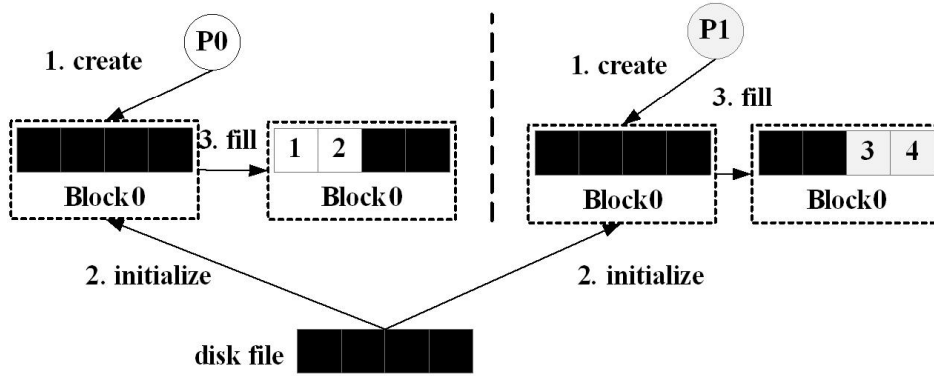 P0
1. create
3. fill
1 2
Block0
Block0
P1
1. create
3. fill
3 4
Block0
Block0
2. initialize
2. initialize
disk file